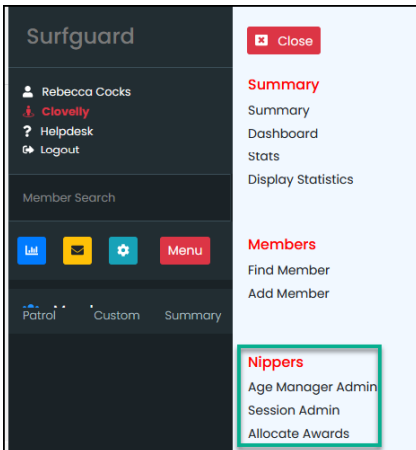 Surfguard
Rebecca Cocks
Clovelly
Helpdesk
Logout
Member Search
Menu
Patrol Custom Summary
Close
Summary
Summary
Dashboard
Stats
Display Statistics
Members
Find Member
Add Member
Nippers
Age Manager Admin
Session Admin
Allocate Awards